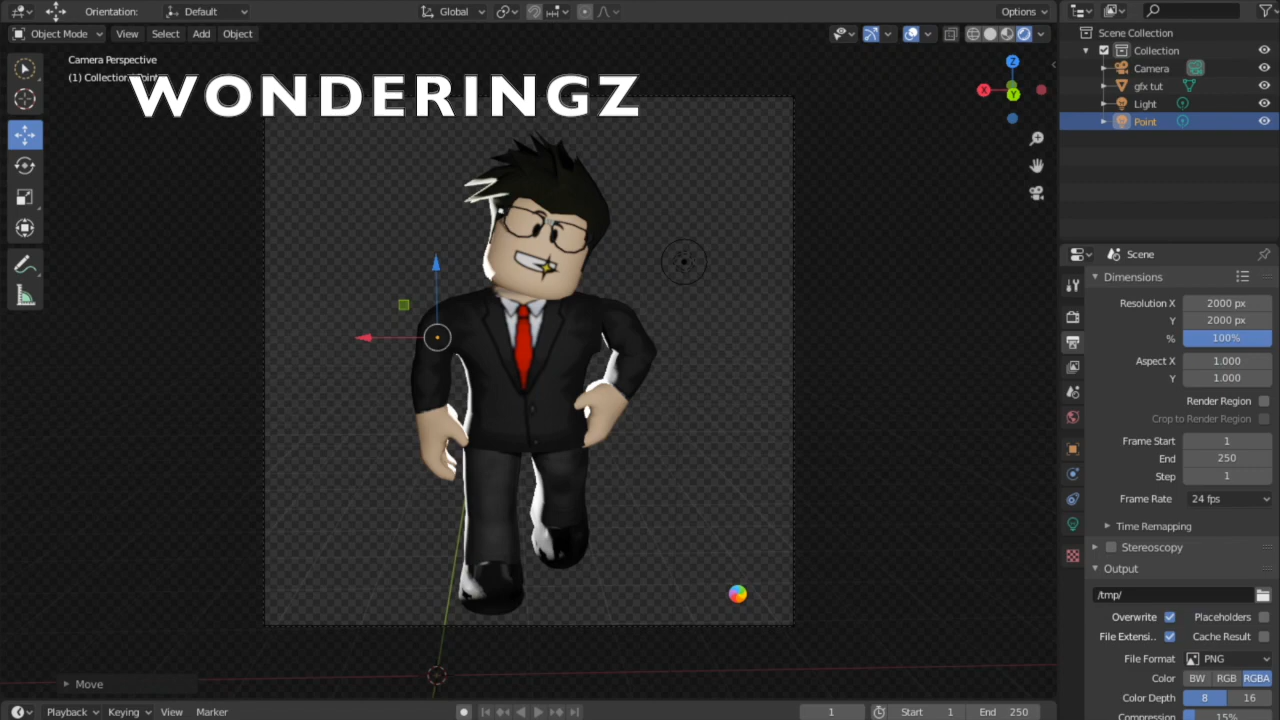 Orientation: Default Global Options
Object Mode View Select Add Object
Camera Perspective
(1) Collection
WONDERINGZ
X
Y
Z
Move
Playback Keying View Marker 1 Start 1 End 250
Scene Collection
Collection
Camera
gfx tut
Light
Point
Scene
Dimensions
Resolution X 2000 px
Y 2000 px
% 100%
Aspect X 1.000
Y 1.000
Render Region
Crop to Render Region
Frame Start 1
End 250
Step 1
Frame Rate 24 fps
Time Remapping
Stereoscopy
Output
/tmp/
Overwrite Placeholders
File Extensi.. Cache Result
File Format PNG
Color BW RGB RGBA
Color Depth 8 16
Compression 15%